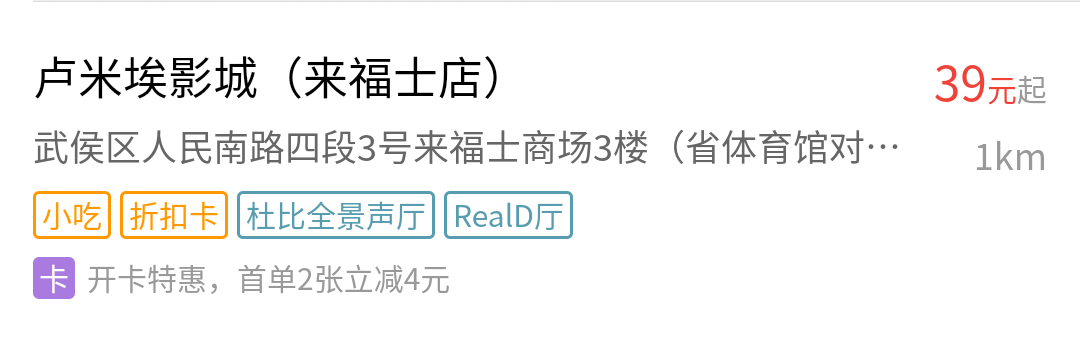 卢米埃影城（来福士店）
39元起
武侯区人民南路四段3号来福士商场3楼（省体育馆对…
1km
小吃 折扣卡 杜比全景声厅 RealD厅
卡 开卡特惠，首单2张立减4元